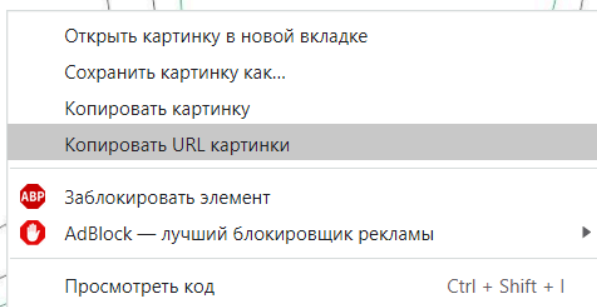 Открыть картинку в новой вкладке
Сохранить картинку как...
Копировать картинку
Копировать URL картинки
ABP Заблокировать элемент
AdBlock — лучший блокировщик рекламы
Просмотреть код Ctrl + Shift + I